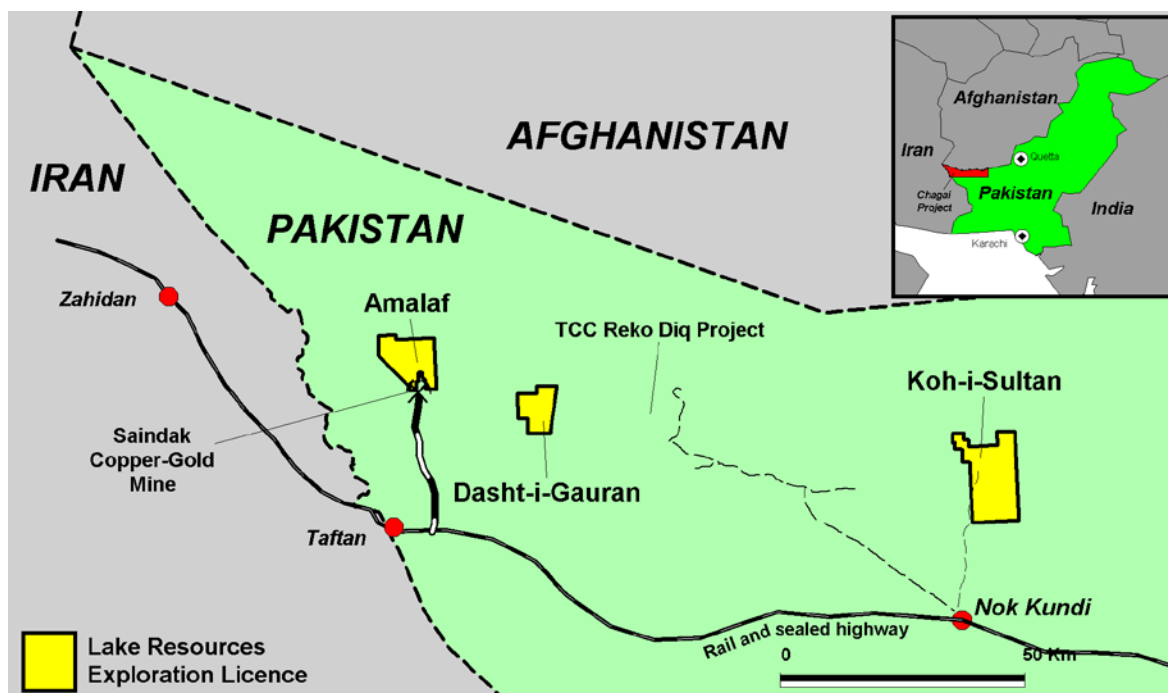 IRAN
AFGHANISTAN
PAKISTAN
Zahidan
Amalaf
TCC Reko Diq Project
Koh-i-Sultan
Saindak
Copper-Gold
Mine
Dasht-i-Gauran
Taftan
Nok Kundi
Rail and sealed highway
0
50 Km
Lake Resources
Exploration Licence
Afghanistan
Iran
Quetta
Chagai
Project
Pakistan
India
Karachi